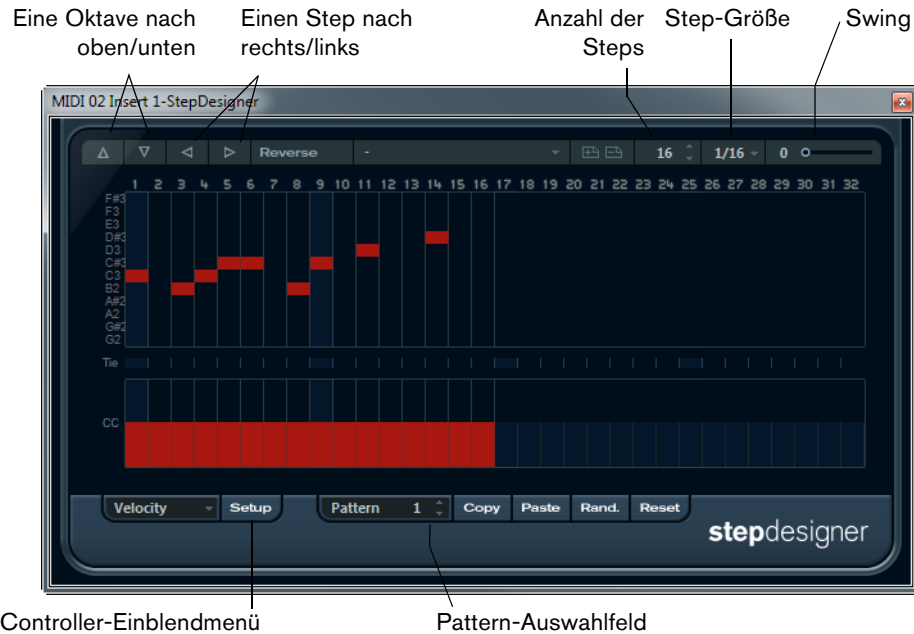 Eine Oktave nach oben/unten
Einen Step nach rechts/links
Anzahl der Steps
Step-Größe
Swing
MIDI 02 Insert 1-StepDesigner
Reverse - 16 1/16 0
1 2 3 4 5 6 7 8 9 10 11 12 13 14 15 16 17 18 19 20 21 22 23 24 25 26 27 28 29 30 31 32
F#3
F3
E3
D#3
D3
C#3
C3
B2
A#2
A2
G#2
G2
Tie
CC
Velocity Setup Pattern 1 Copy Paste Rand. Reset
stepdesigner
Controller-Einblendmenü
Pattern-Auswahlfeld